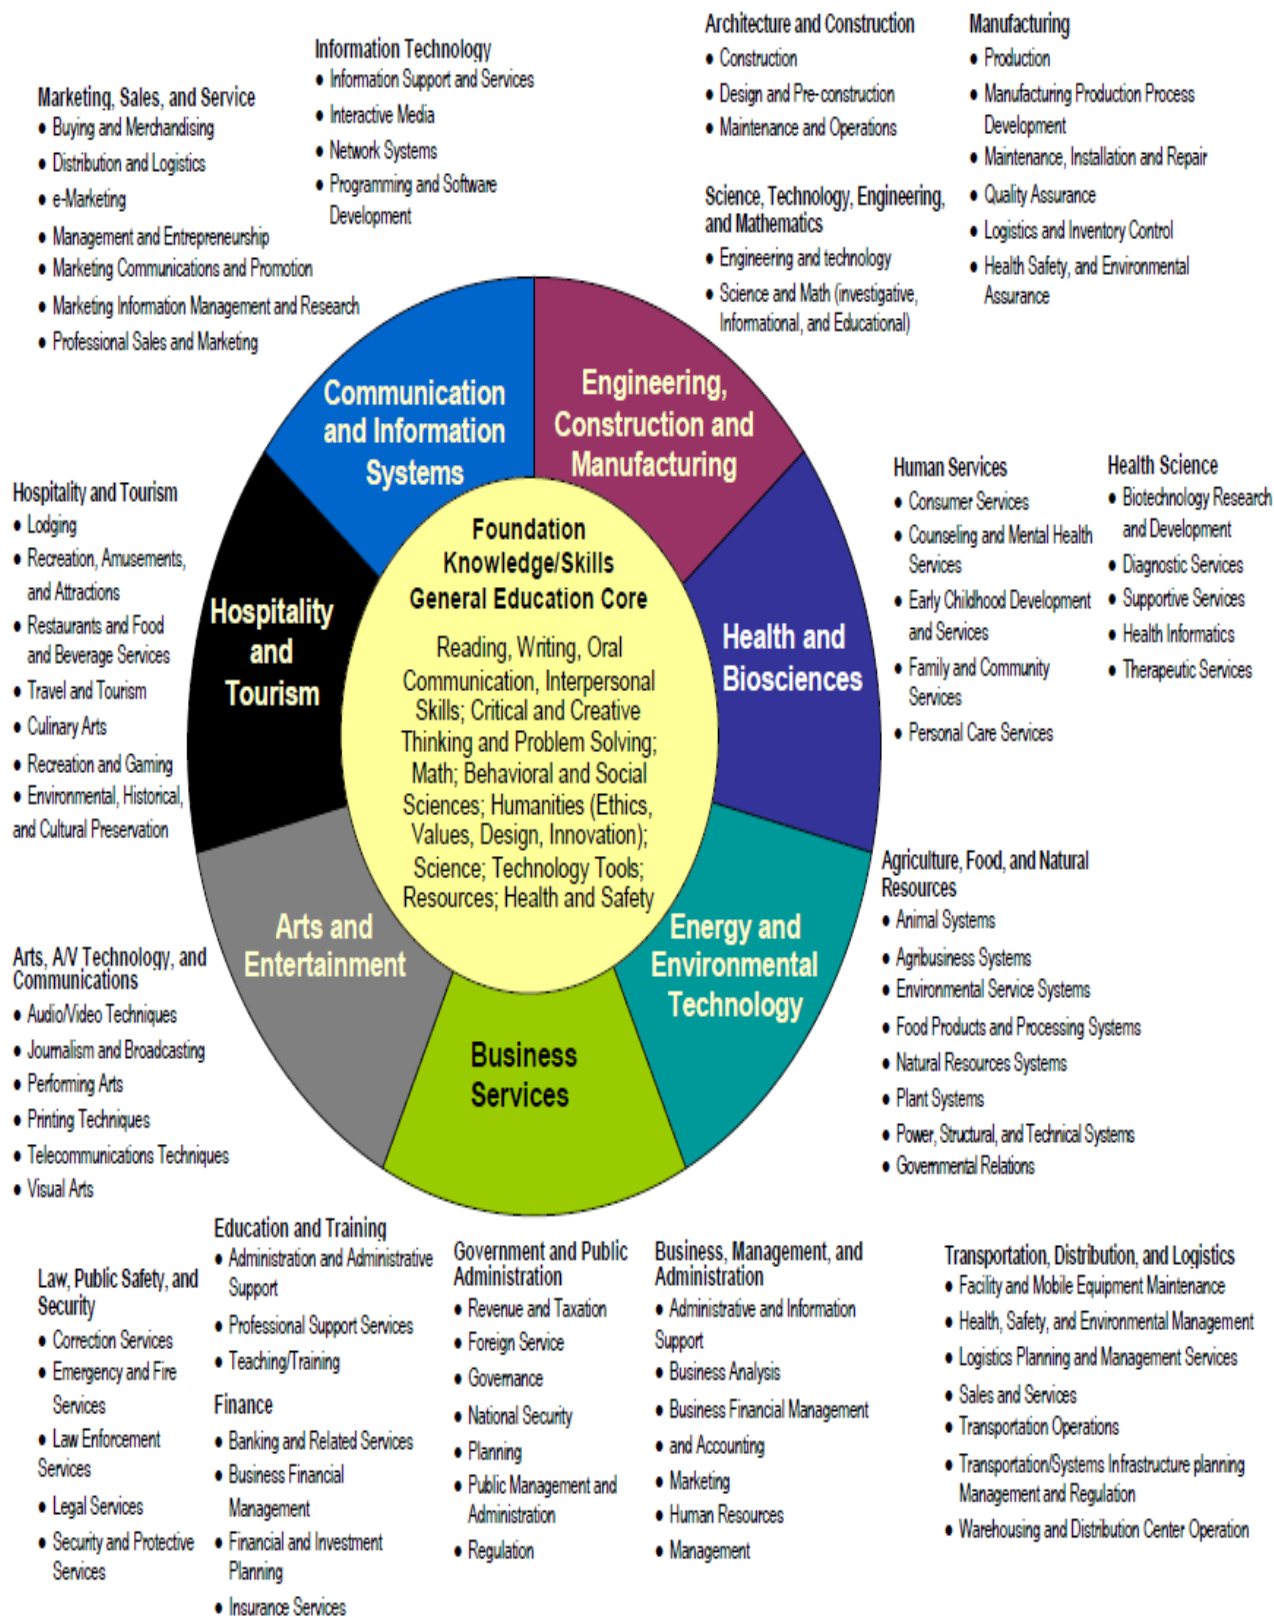 Architecture and Construction
• Construction
• Design and Pre-construction
• Maintenance and Operations
Manufacturing
• Production
• Manufacturing Production Process
Development
• Maintenance, Installation and Repair
• Quality Assurance
• Logistics and Inventory Control
• Health Safety, and Environmental
Assurance
Information Technology
• Information Support and Services
• Interactive Media
• Network Systems
• Programming and Software
Development
Marketing, Sales, and Service
• Buying and Merchandising
• Distribution and Logistics
• e-Marketing
• Management and Entrepreneurship
• Marketing Communications and Promotion
• Marketing Information Management and Research
• Professional Sales and Marketing
Science, Technology, Engineering,
and Mathematics
• Engineering and technology
• Science and Math (investigative,
Informational, and Educational)
Communication
and Information
Systems
Engineering,
Construction and
Manufacturing
Human Services
• Consumer Services
• Counseling and Mental Health
Services
• Early Childhood Development
and Services
• Family and Community
Services
• Personal Care Services
Health Science
• Biotechnology Research
and Development
• Diagnostic Services
• Supportive Services
• Health Informatics
• Therapeutic Services
Hospitality and Tourism
• Lodging
• Recreation, Amusements,
and Attractions
• Restaurants and Food
and Beverage Services
• Travel and Tourism
• Culinary Arts
• Recreation and Gaming
• Environmental, Historical,
and Cultural Preservation
Hospitality
and
Tourism
Foundation
Knowledge/Skills
General Education Core
Reading, Writing, Oral
Communication, Interpersonal
Skills; Critical and Creative
Thinking and Problem Solving;
Math; Behavioral and Social
Sciences; Humanities (Ethics,
Values, Design, Innovation);
Science; Technology Tools;
Resources; Health and Safety
Health and
Biosciences
Arts and
Entertainment
Energy and
Environmental
Technology
Business
Services
Agriculture, Food, and Natural
Resources
• Animal Systems
• Agribusiness Systems
• Environmental Service Systems
• Food Products and Processing Systems
• Natural Resources Systems
• Plant Systems
• Power, Structural, and Technical Systems
• Governmental Relations
Arts, A/V Technology, and
Communications
• Audio/Video Techniques
• Journalism and Broadcasting
• Performing Arts
• Printing Techniques
• Telecommunications Techniques
• Visual Arts
Law, Public Safety, and
Security
• Correction Services
• Emergency and Fire
Services
• Law Enforcement
Services
• Legal Services
• Security and Protective
Services
Education and Training
• Administration and Administrative
Support
• Professional Support Services
• Teaching/Training
Finance
• Banking and Related Services
• Business Financial
Management
• Financial and Investment
Planning
• Insurance Services
Government and Public
Administration
• Revenue and Taxation
• Foreign Service
• Governance
• National Security
• Planning
• Public Management and
Administration
• Regulation
Business, Management, and
Administration
• Administrative and Information
Support
• Business Analysis
• Business Financial Management
• and Accounting
• Marketing
• Human Resources
• Management
Transportation, Distribution, and Logistics
• Facility and Mobile Equipment Maintenance
• Health, Safety, and Environmental Management
• Logistics Planning and Management Services
• Sales and Services
• Transportation Operations
• Transportation/Systems Infrastructure planning
Management and Regulation
• Warehousing and Distribution Center Operation